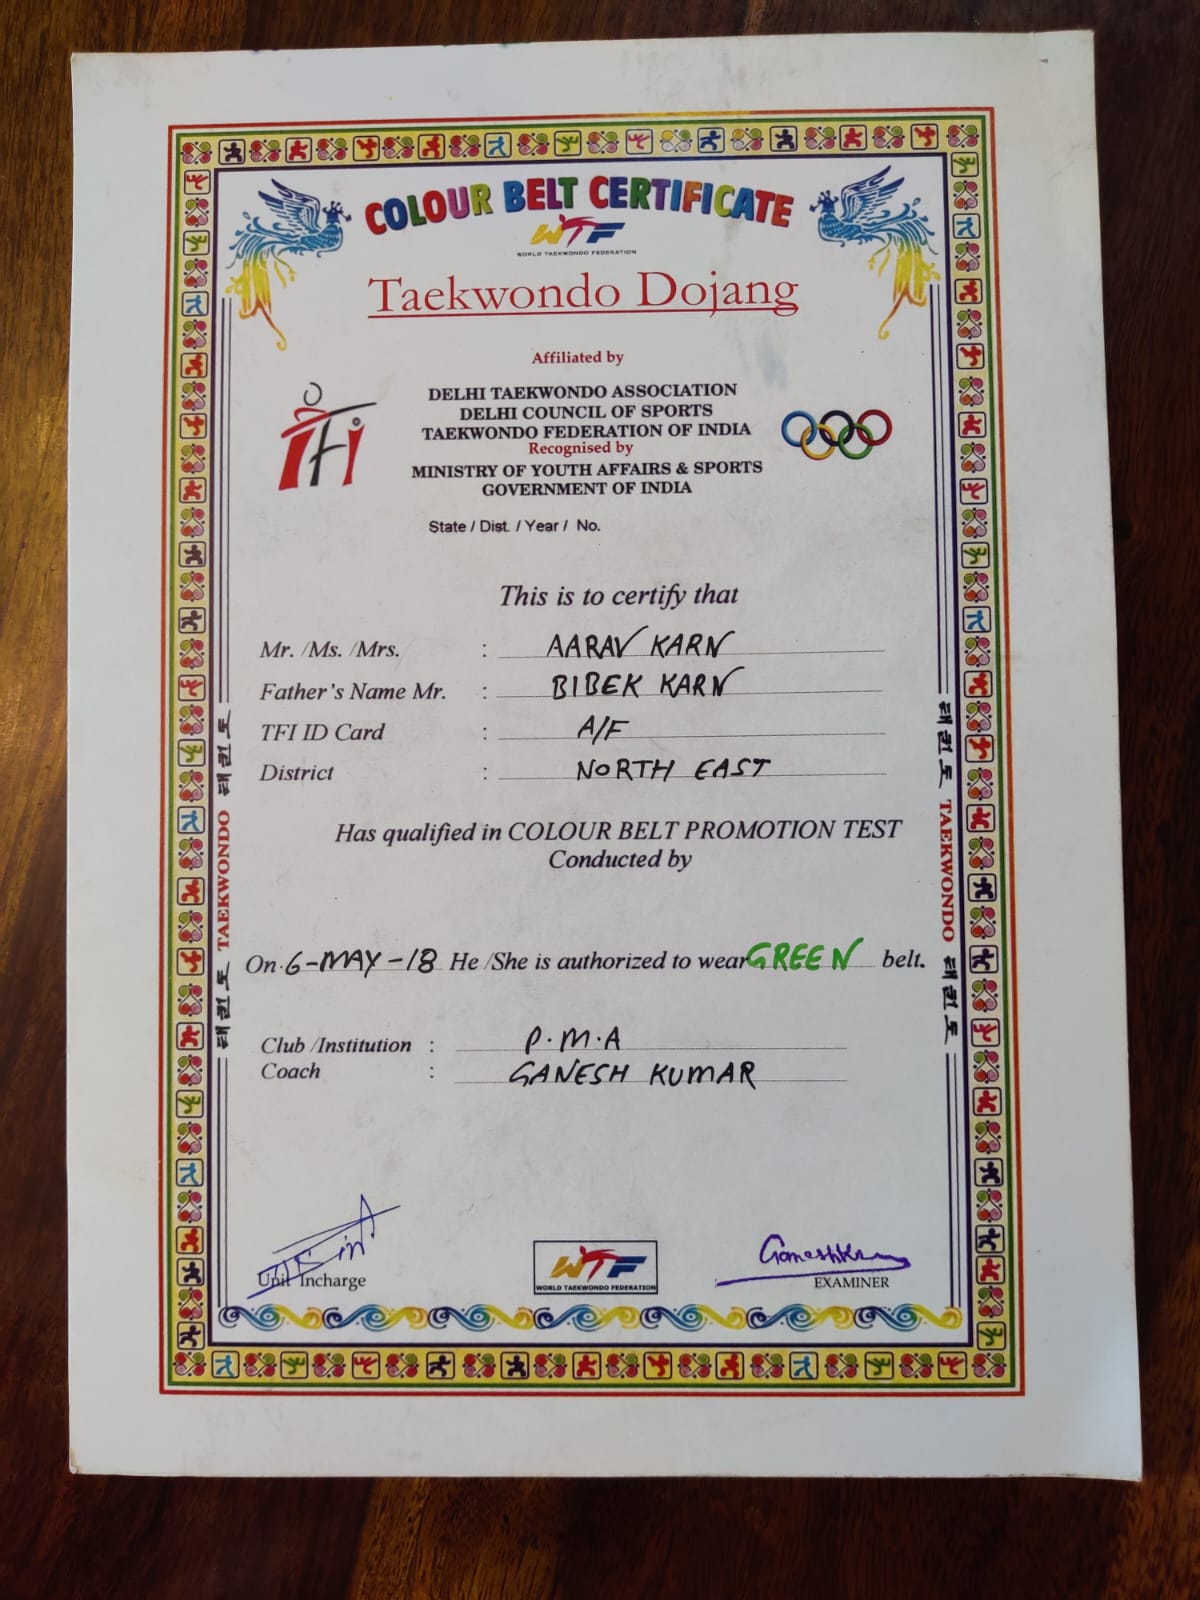 COLOUR BELT CERTIFICATE
WTF
WORLD TAEKWONDO FEDERATION
Taekwondo Dojang
Affiliated by
DELHI TAEKWONDO ASSOCIATION
DELHI COUNCIL OF SPORTS
TAEKWONDO FEDERATION OF INDIA
Recognised by
MINISTRY OF YOUTH AFFAIRS & SPORTS
GOVERNMENT OF INDIA
TFI
State / Dist. / Year / No.
This is to certify that
Mr. /Ms. /Mrs. : AARAV KARN
Father's Name Mr. : BIBEK KARN
TFI ID Card : A/F
District : NORTH EAST
Has qualified in COLOUR BELT PROMOTION TEST
Conducted by
On 6-MAY-18 He /She is authorized to wear GREEN belt.
Club /Institution : P.M.A
Coach : GANESH KUMAR
Unit Incharge
WTF
WORLD TAEKWONDO FEDERATION
EXAMINER
태권도 TAEKWONDO 태권도
태권도 TAEKWONDO 태권도